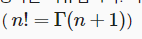 ( n! = Γ(n + 1) )